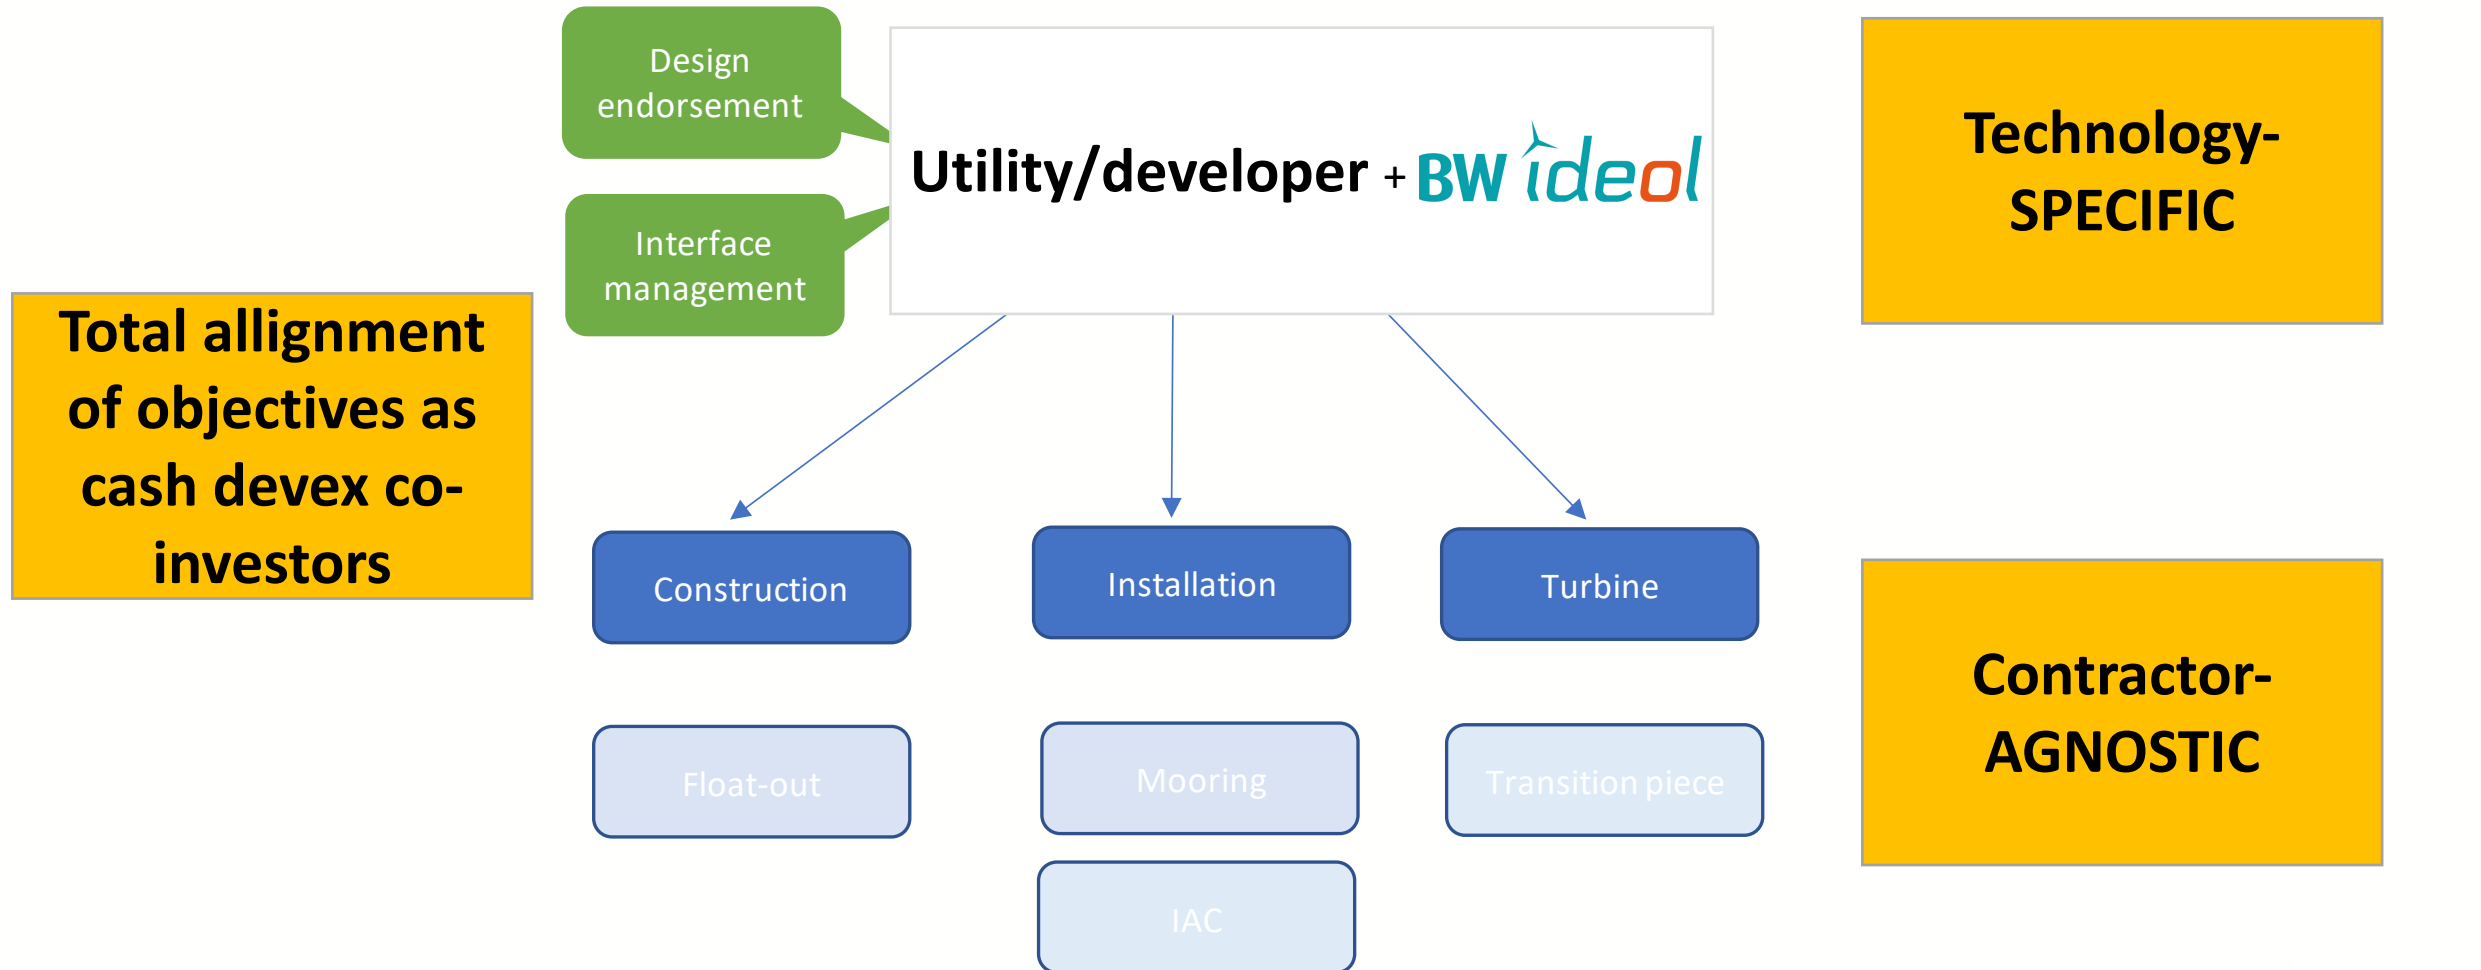 Design
endorsement
Interface
management
Utility/developer + BW ideol
Technology-
SPECIFIC
Total allignment
of objectives as
cash devex co-
investors
Construction
Installation
Turbine
Contractor-
AGNOSTIC
Float-out
Mooring
Transition piece
IAC